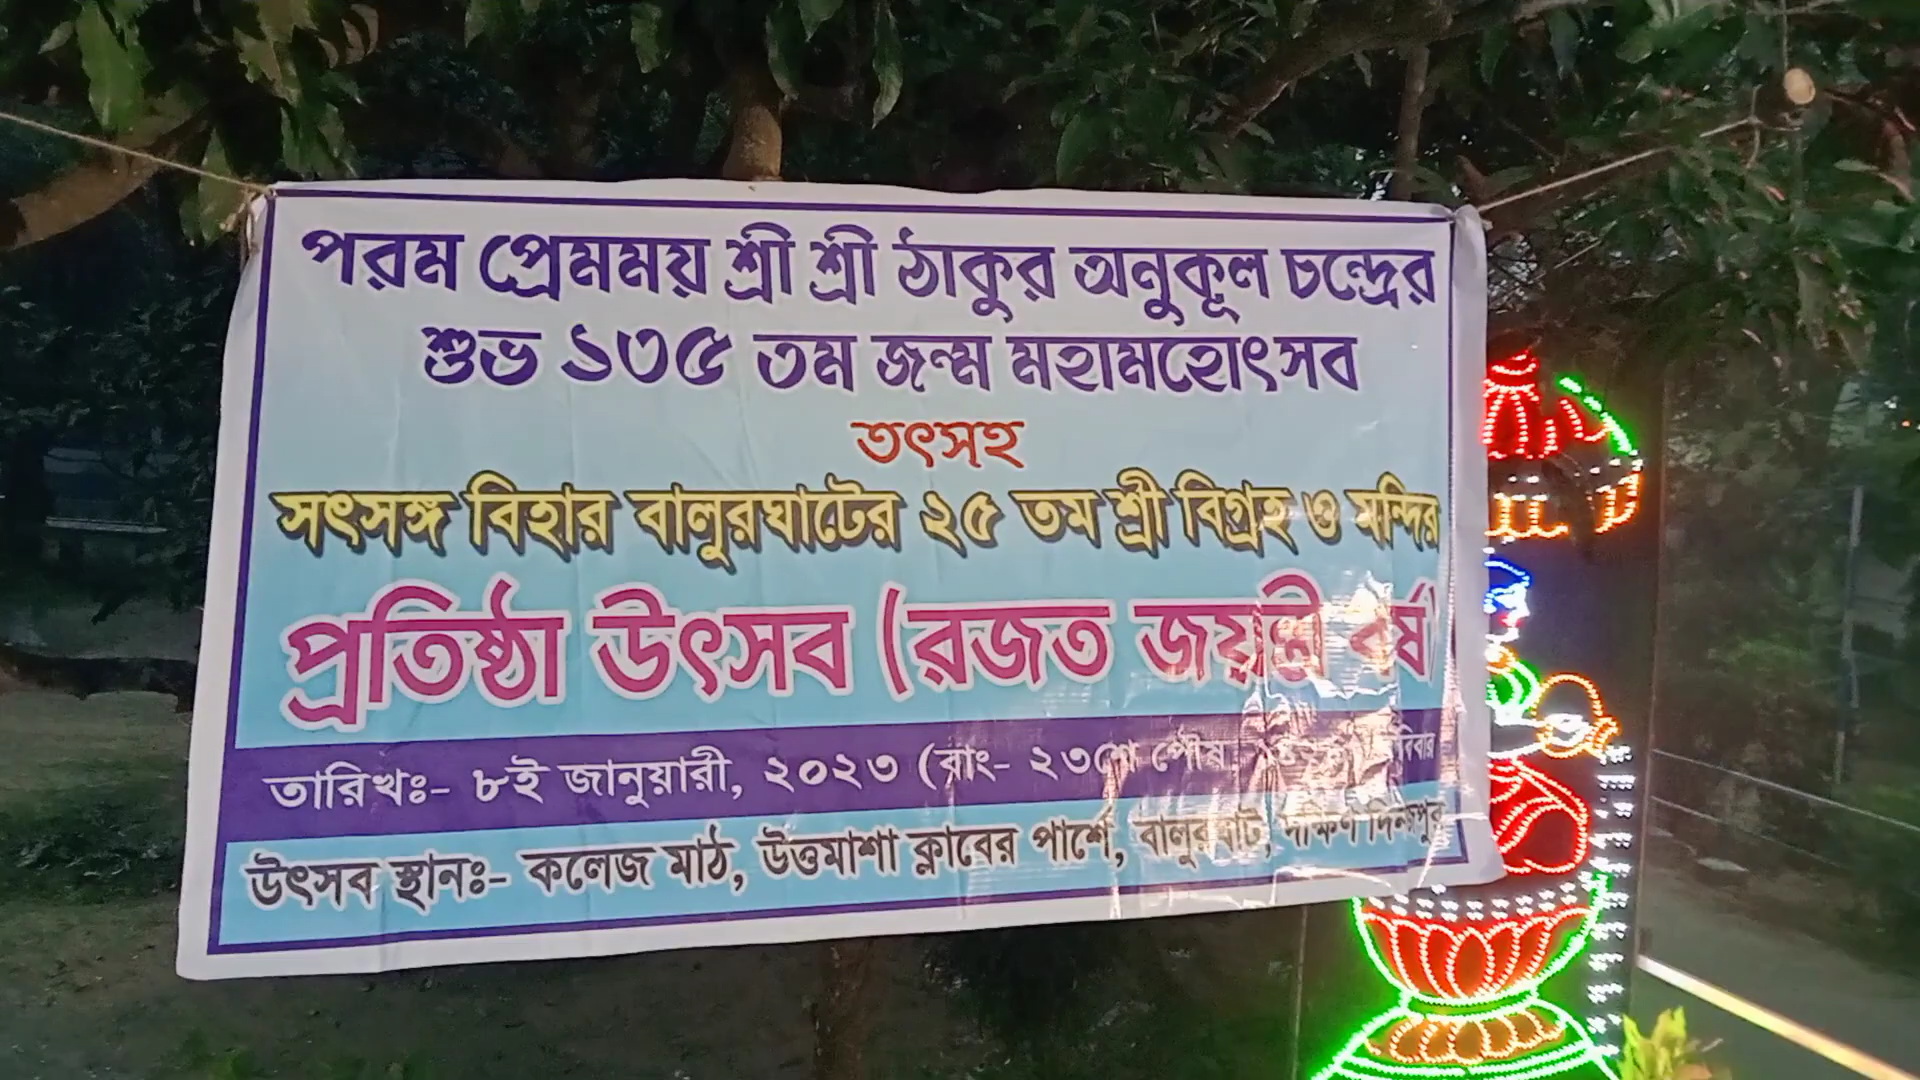 পরম প্রেমময় শ্রী শ্রী ঠাকুর অনুকূল চন্দ্রের
শুভ ১৩৫ তম জন্ম মহামহোৎসব
তৎসহ
সৎসঙ্গ বিহার বালুরঘাটের ২৫ তম শ্রী বিগ্রহ ও মন্দির
প্রতিষ্ঠা উৎসব (রজত জয়ন্তী বর্ষ)
তারিখঃ- ৮ই জানুয়ারী, ২০২৩ (বাং- ২৩শে পৌষ, রবিবার
উৎসব স্থানঃ- কলেজ মাঠ, উত্তমাশা ক্লাবের পার্শে, বালুরঘাট, দক্ষিণ দিনাজপুর